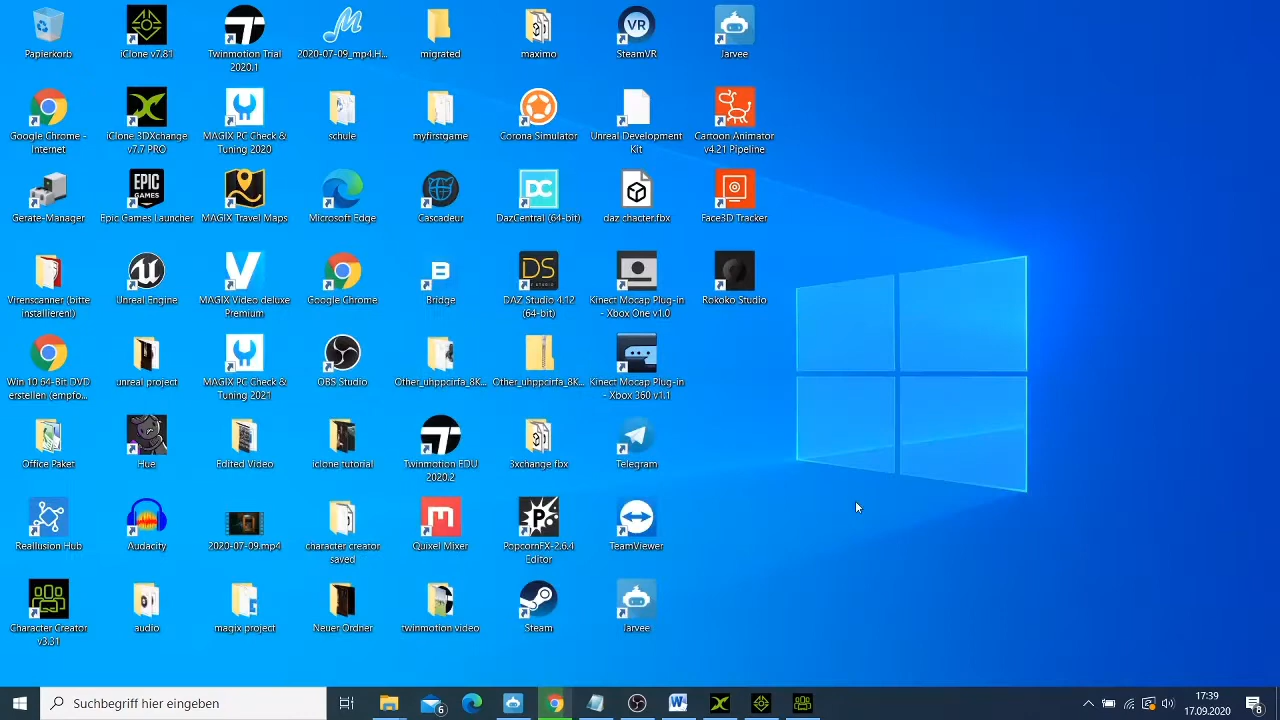 Papierkorb
iClone v7.81
Twinmotion Trial
2020.1
2020-07-09_mp4.H...
migrated
maximo
VR
SteamVR
Jarvee
Google Chrome -
Internet
iClone 3DXchange
v7.7 PRO
MAGIX PC Check &
Tuning 2020
schule
myfirstgame
Corona Simulator
Unreal Development
Kit
Cartoon Animator
v4.21 Pipeline
Geräte-Manager
EPIC
GAMES
Epic Games Launcher
MAGIX Travel Maps
Microsoft Edge
Cascadeur
DC
DazCentral (64-bit)
daz chacter.fbx
Face3D Tracker
Virenscanner (bitte
installieren!)
Unreal Engine
MAGIX Video deluxe
Premium
Google Chrome
B
Bridge
DS
DAZ Studio 4.12
(64-bit)
Kinect Mocap Plug-in
- Xbox One v1.0
Rokoko Studio
Win 10 64-Bit DVD
erstellen (empfo...
unreal project
MAGIX PC Check &
Tuning 2021
OBS Studio
Other_uhppcirfa_8K...
Other_uhppcirfa_8K...
Kinect Mocap Plug-in
- Xbox 360 v1.1
Office Paket
Hue
Edited Video
iclone tutorial
Twinmotion EDU
2020.2
3xchange fbx
Telegram
Reallusion Hub
Audacity
2020-07-09.mp4
character creator
saved
Quixel Mixer
P
PopcornFX-2.6.4
Editor
TeamViewer
Character Creator
v3.31
audio
magix project
Neuer Ordner
twinmotion video
Steam
Jarvee
Suchbegriff hier eingeben
6
W
17:39
17.09.2020
8